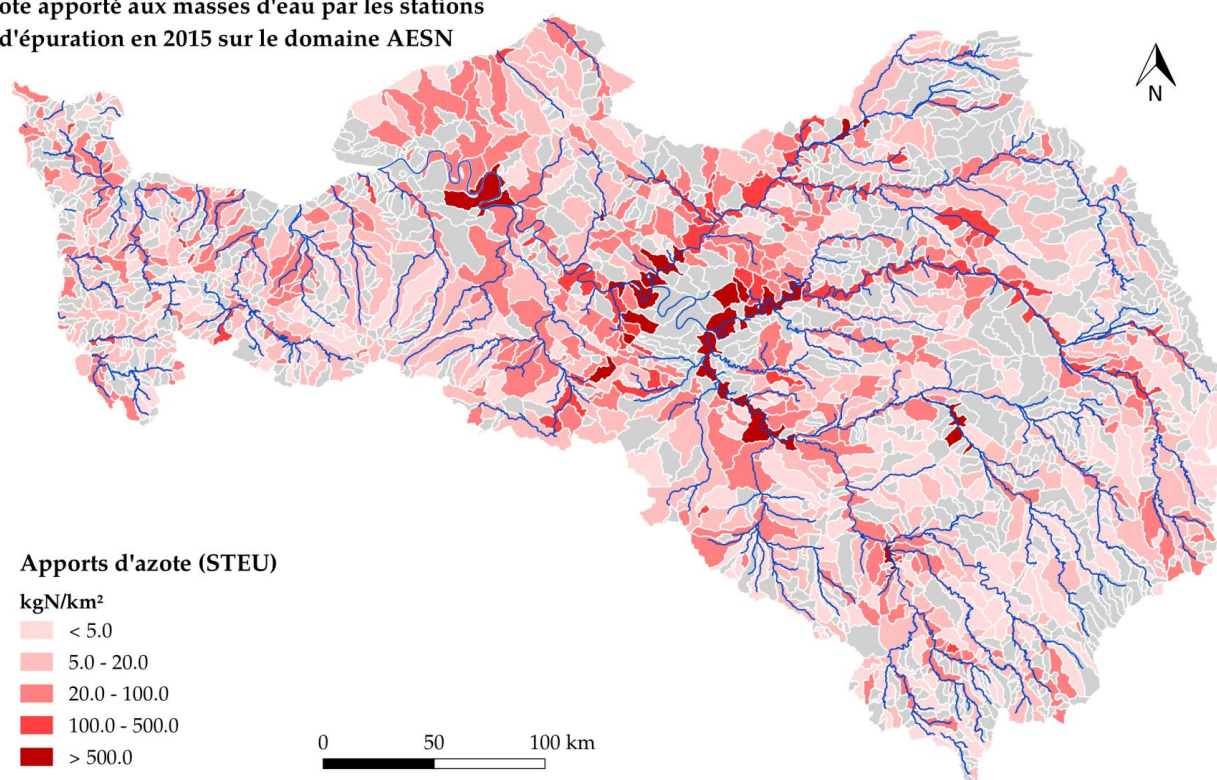 ote apporté aux masses d'eau par les stations
d'épuration en 2015 sur le domaine AESN
N
Apports d'azote (STEU)
kgN/km²
< 5.0
5.0 - 20.0
20.0 - 100.0
100.0 - 500.0
> 500.0
0 50 100 km